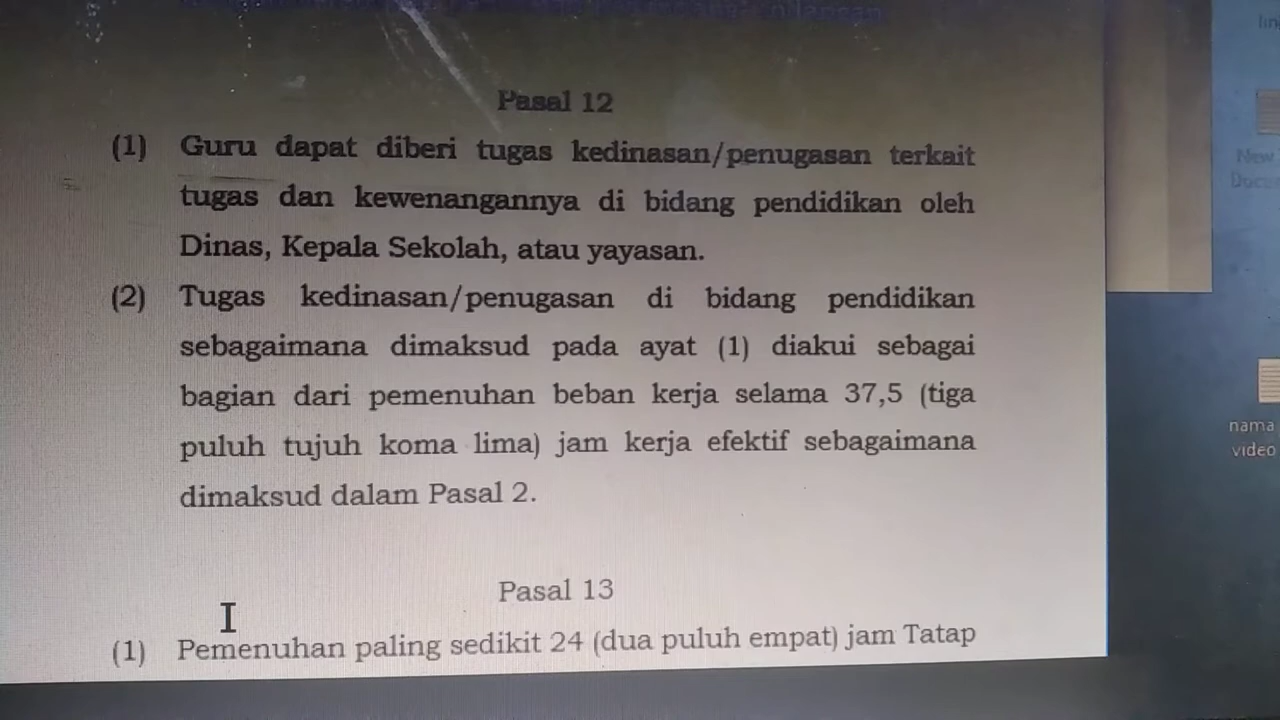 Pasal 12
(1) Guru dapat diberi tugas kedinasan/penugasan terkait
tugas dan kewenangannya di bidang pendidikan oleh
Dinas, Kepala Sekolah, atau yayasan.
(2) Tugas kedinasan/penugasan di bidang pendidikan
sebagaimana dimaksud pada ayat (1) diakui sebagai
bagian dari pemenuhan beban kerja selama 37,5 (tiga
puluh tujuh koma lima) jam kerja efektif sebagaimana
dimaksud dalam Pasal 2.
Pasal 13
(1) Pemenuhan paling sedikit 24 (dua puluh empat) jam Tatap
New
nama
video